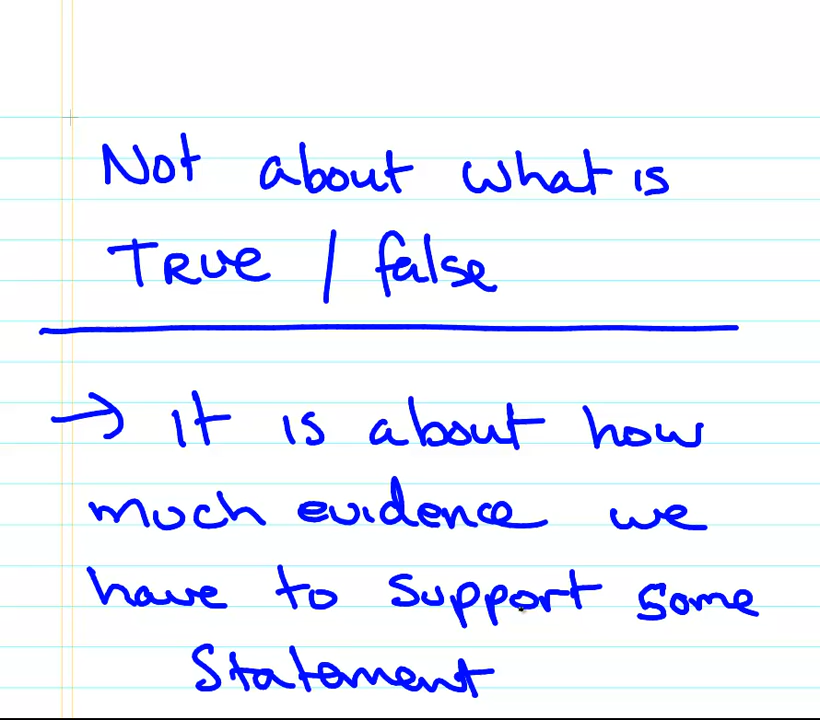 Not about what is
TRUE / false
→ it is about how
much evidence we
have to support some
Statement